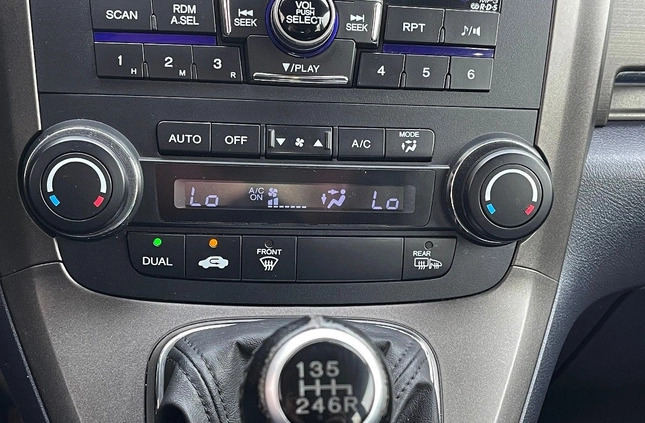 MP3
R·D·S
SCAN
RDM
A.SEL
SEEK
VOL
PUSH
SELECT
SEEK
RPT
1
H
2
M
3
R
▼/PLAY
4
5
6
AUTO
OFF
A/C
MODE
Lo
A/C
ON
Lo
DUAL
FRONT
REAR
135
246R